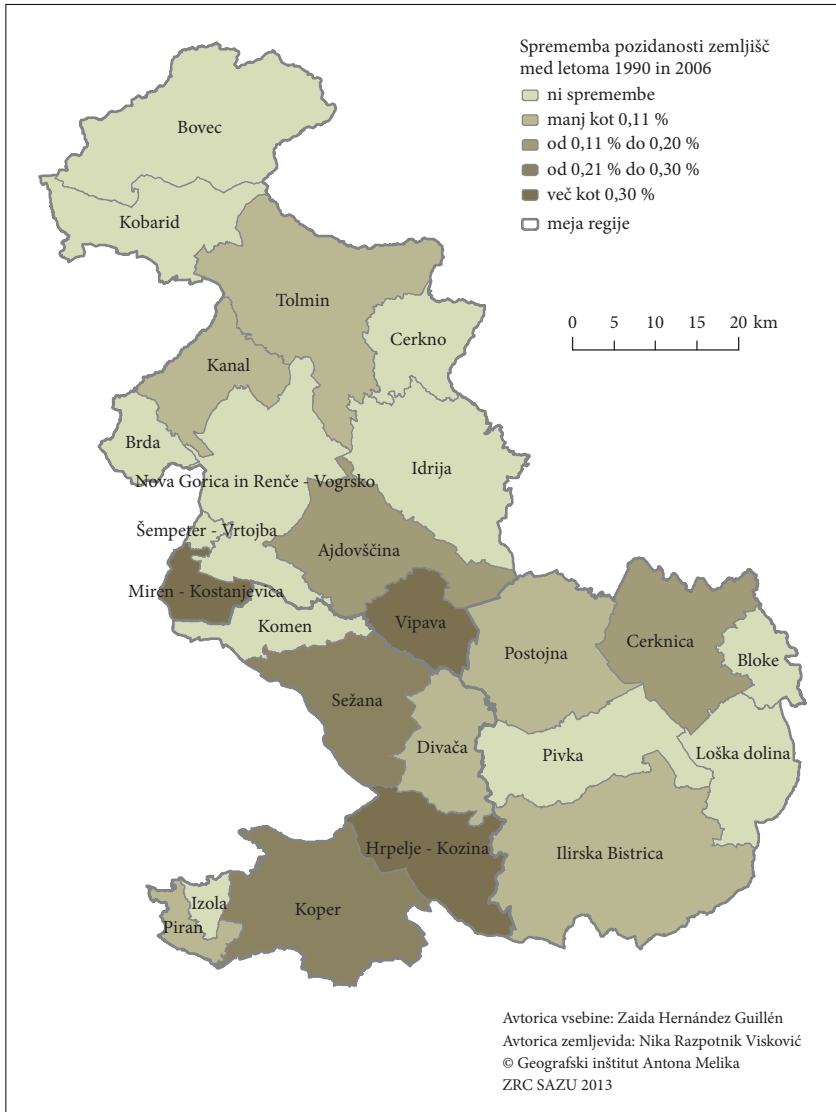 Sprememba pozidanosti zemljišč
med letoma 1990 in 2006
ni spremembe
manj kot 0,11 %
od 0,11 % do 0,20 %
od 0,21 % do 0,30 %
več kot 0,30 %
meja regije
0 5 10 15 20 km
Bovec
Kobarid
Tolmin
Cerkno
Kanal
Brda
Idrija
Nova Gorica in Renče - Vogrsko
Šempeter - Vrtojba
Ajdovščina
Miren - Kostanjevica
Komen
Vipava
Postojna
Cerknica
Bloke
Sežana
Divača
Pivka
Loška dolina
Hrpelje - Kozina
Ilirska Bistrica
Izola
Koper
Piran
Avtorica vsebine: Zaida Hernández Guillén
Avtorica zemljevida: Nika Razpotnik Visković
© Geografski inštitut Antona Melika
ZRC SAZU 2013